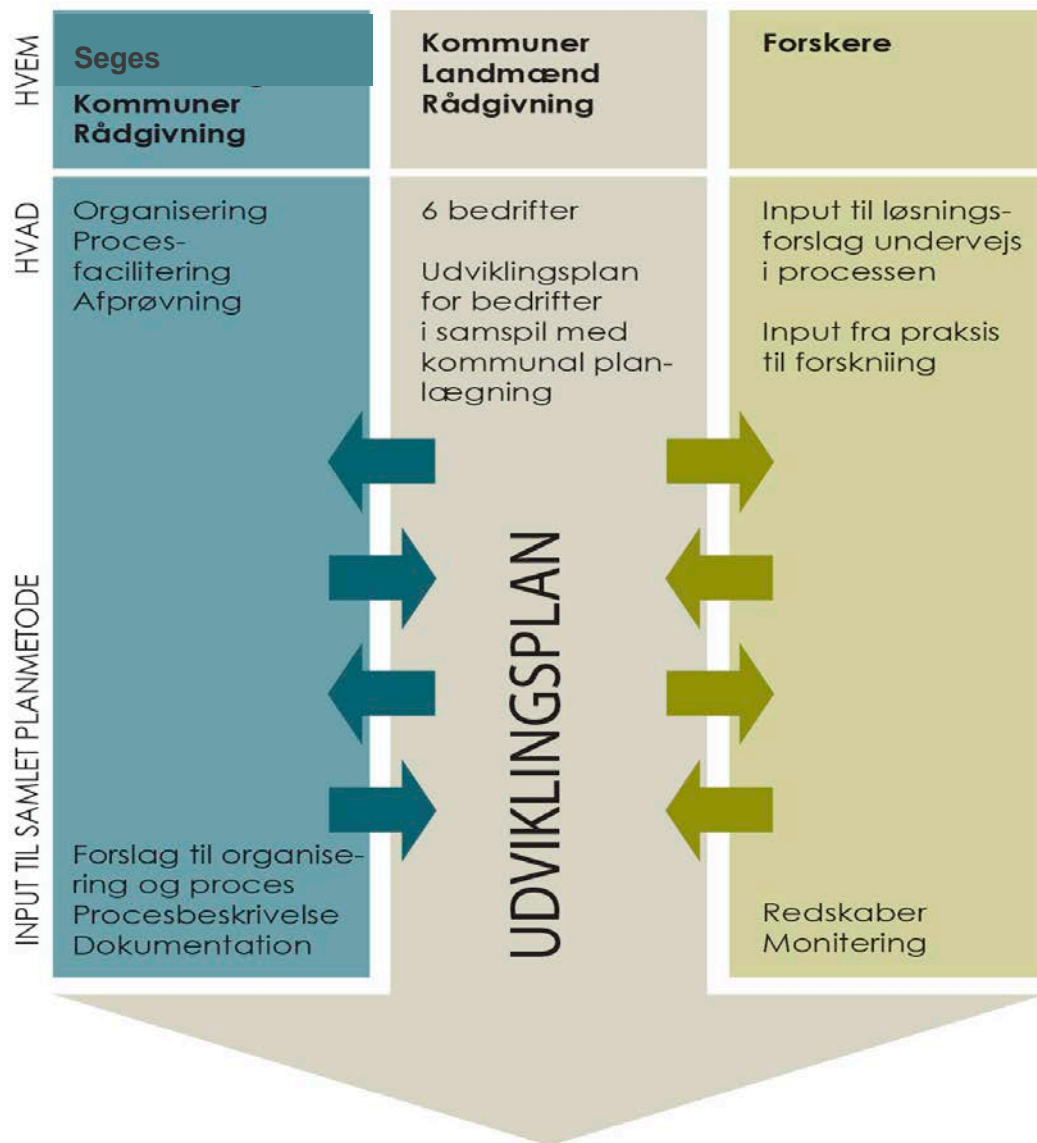 HVEM
Seges
Kommuner
Rådgivning
Kommuner
Landmænd
Rådgivning
Forskere
HVAD
Organisering
Proces-
facilitering
Afprøvning
6 bedrifter
Udviklingsplan
for bedrifter
i samspil med
kommunal plan-
lægning
Input til løsnings-
forslag undervejs
i processen
Input fra praksis
til forskniing
INPUT TIL SAMLET PLANMETODE
Forslag til organise-
ring og proces
Procesbeskrivelse
Dokumentation
UDVIKLINGSPLAN
Redskaber
Monitering